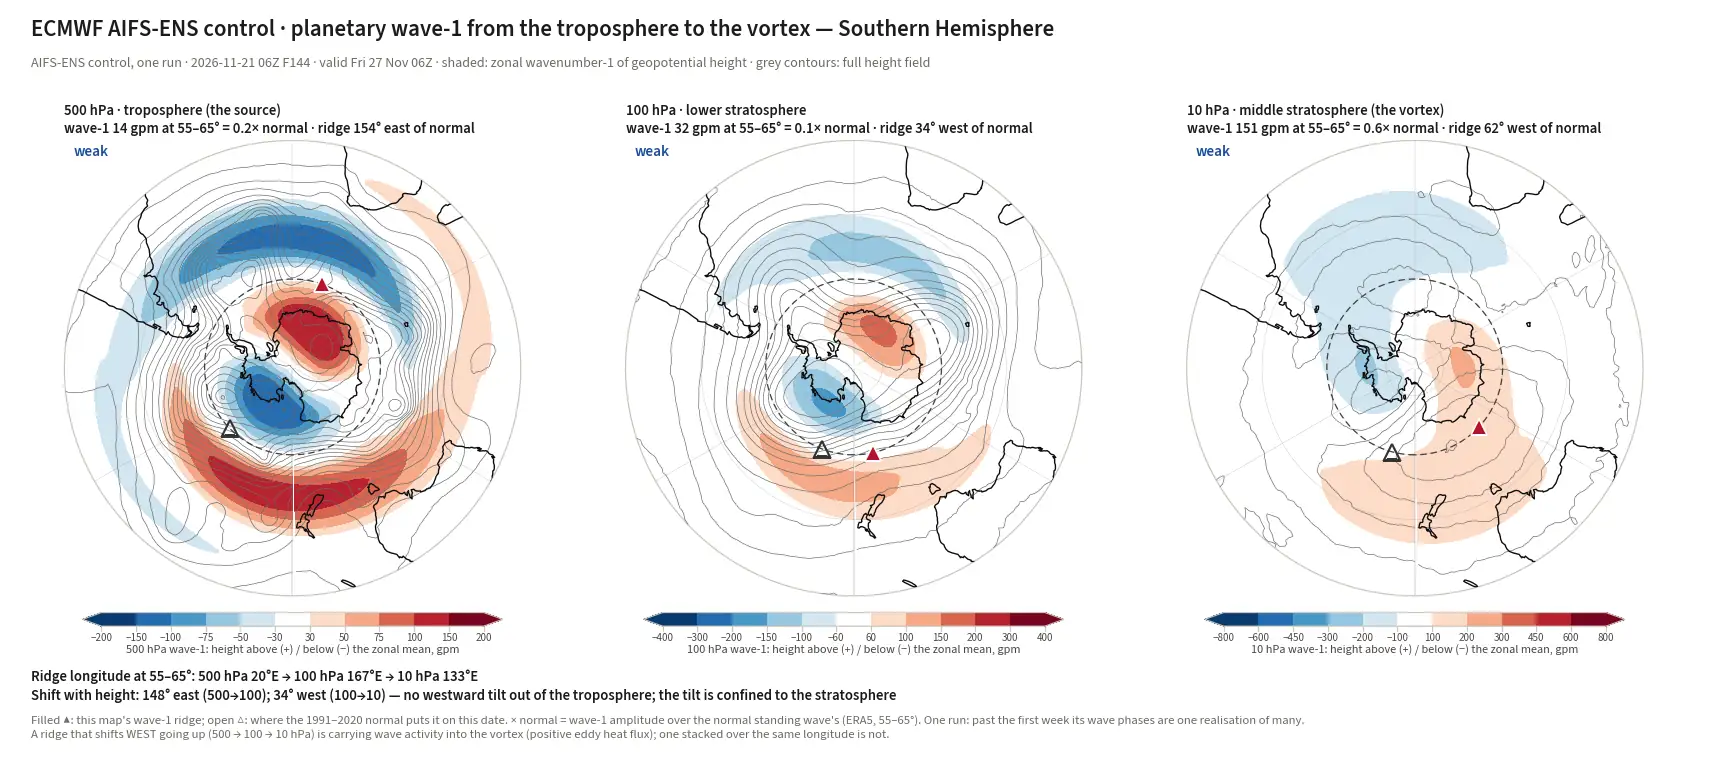 ECMWF AIFS-ENS control · planetary wave-1 from the troposphere to the vortex — Southern Hemisphere
AIFS-ENS control, one run · 2026-11-21 06Z F144 · valid Fri 27 Nov 06Z · shaded: zonal wavenumber-1 of geopotential height · grey contours: full height field
500 hPa · troposphere (the source)
wave-1 14 gpm at 55–65° = 0.2× normal · ridge 154° east of normal
weak
100 hPa · lower stratosphere
wave-1 32 gpm at 55–65° = 0.1× normal · ridge 34° west of normal
weak
10 hPa · middle stratosphere (the vortex)
wave-1 151 gpm at 55–65° = 0.6× normal · ridge 62° west of normal
weak
−200 −150 −100 −75 −50 −30 30 50 75 100 150 200
500 hPa wave-1: height above (+) / below (−) the zonal mean, gpm
−400 −300 −200 −150 −100 −60 60 100 150 200 300 400
100 hPa wave-1: height above (+) / below (−) the zonal mean, gpm
−800 −600 −450 −300 −200 −100 100 200 300 450 600 800
10 hPa wave-1: height above (+) / below (−) the zonal mean, gpm
Ridge longitude at 55–65°: 500 hPa 20°E → 100 hPa 167°E → 10 hPa 133°E
Shift with height: 148° east (500→100); 34° west (100→10) — no westward tilt out of the troposphere; the tilt is confined to the stratosphere
Filled ▲: this map's wave-1 ridge; open △: where the 1991–2020 normal puts it on this date. × normal = wave-1 amplitude over the normal standing wave's (ERA5, 55–65°). One run: past the first week its wave phases are one realisation of many.
A ridge that shifts WEST going up (500 → 100 → 10 hPa) is carrying wave activity into the vortex (positive eddy heat flux); one stacked over the same longitude is not.